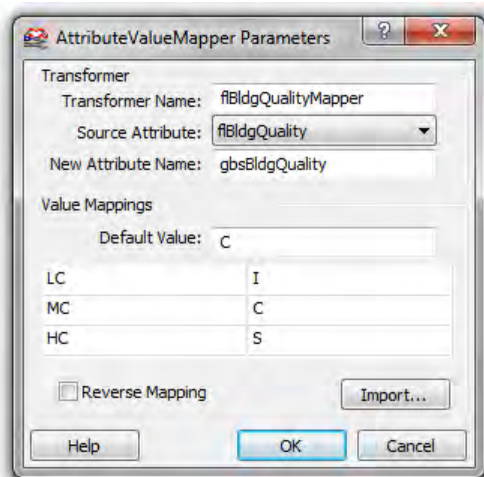 AttributeValueMapper Parameters
Transformer
Transformer Name: flBldgQualityMapper
Source Attribute: flBldgQuality
New Attribute Name: gbsBldgQuality
Value Mappings
Default Value: C
LC I
MC C
HC S
Reverse Mapping Import...
Help OK Cancel